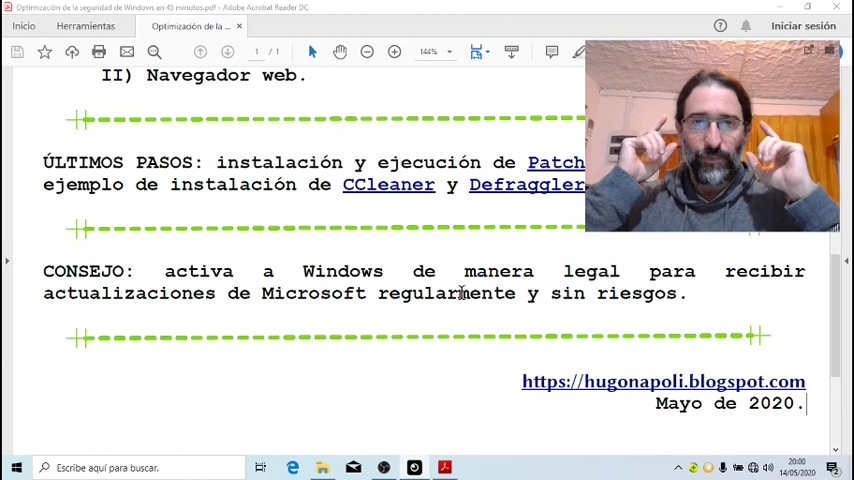 Optimización de la seguridad de Windows en 45 minutos.pdf - Adobe Acrobat Reader DC
Inicio Herramientas Optimización de la ... × Iniciar sesión
1 / 1 144%
II) Navegador web.
ÚLTIMOS PASOS: instalación y ejecución de Patch
ejemplo de instalación de CCleaner y Defraggler
CONSEJO: activa a Windows de manera legal para recibir
actualizaciones de Microsoft regularmente y sin riesgos.
https://hugonapoli.blogspot.com
Mayo de 2020.
Escribe aquí para buscar.
20:00
14/05/2020
2